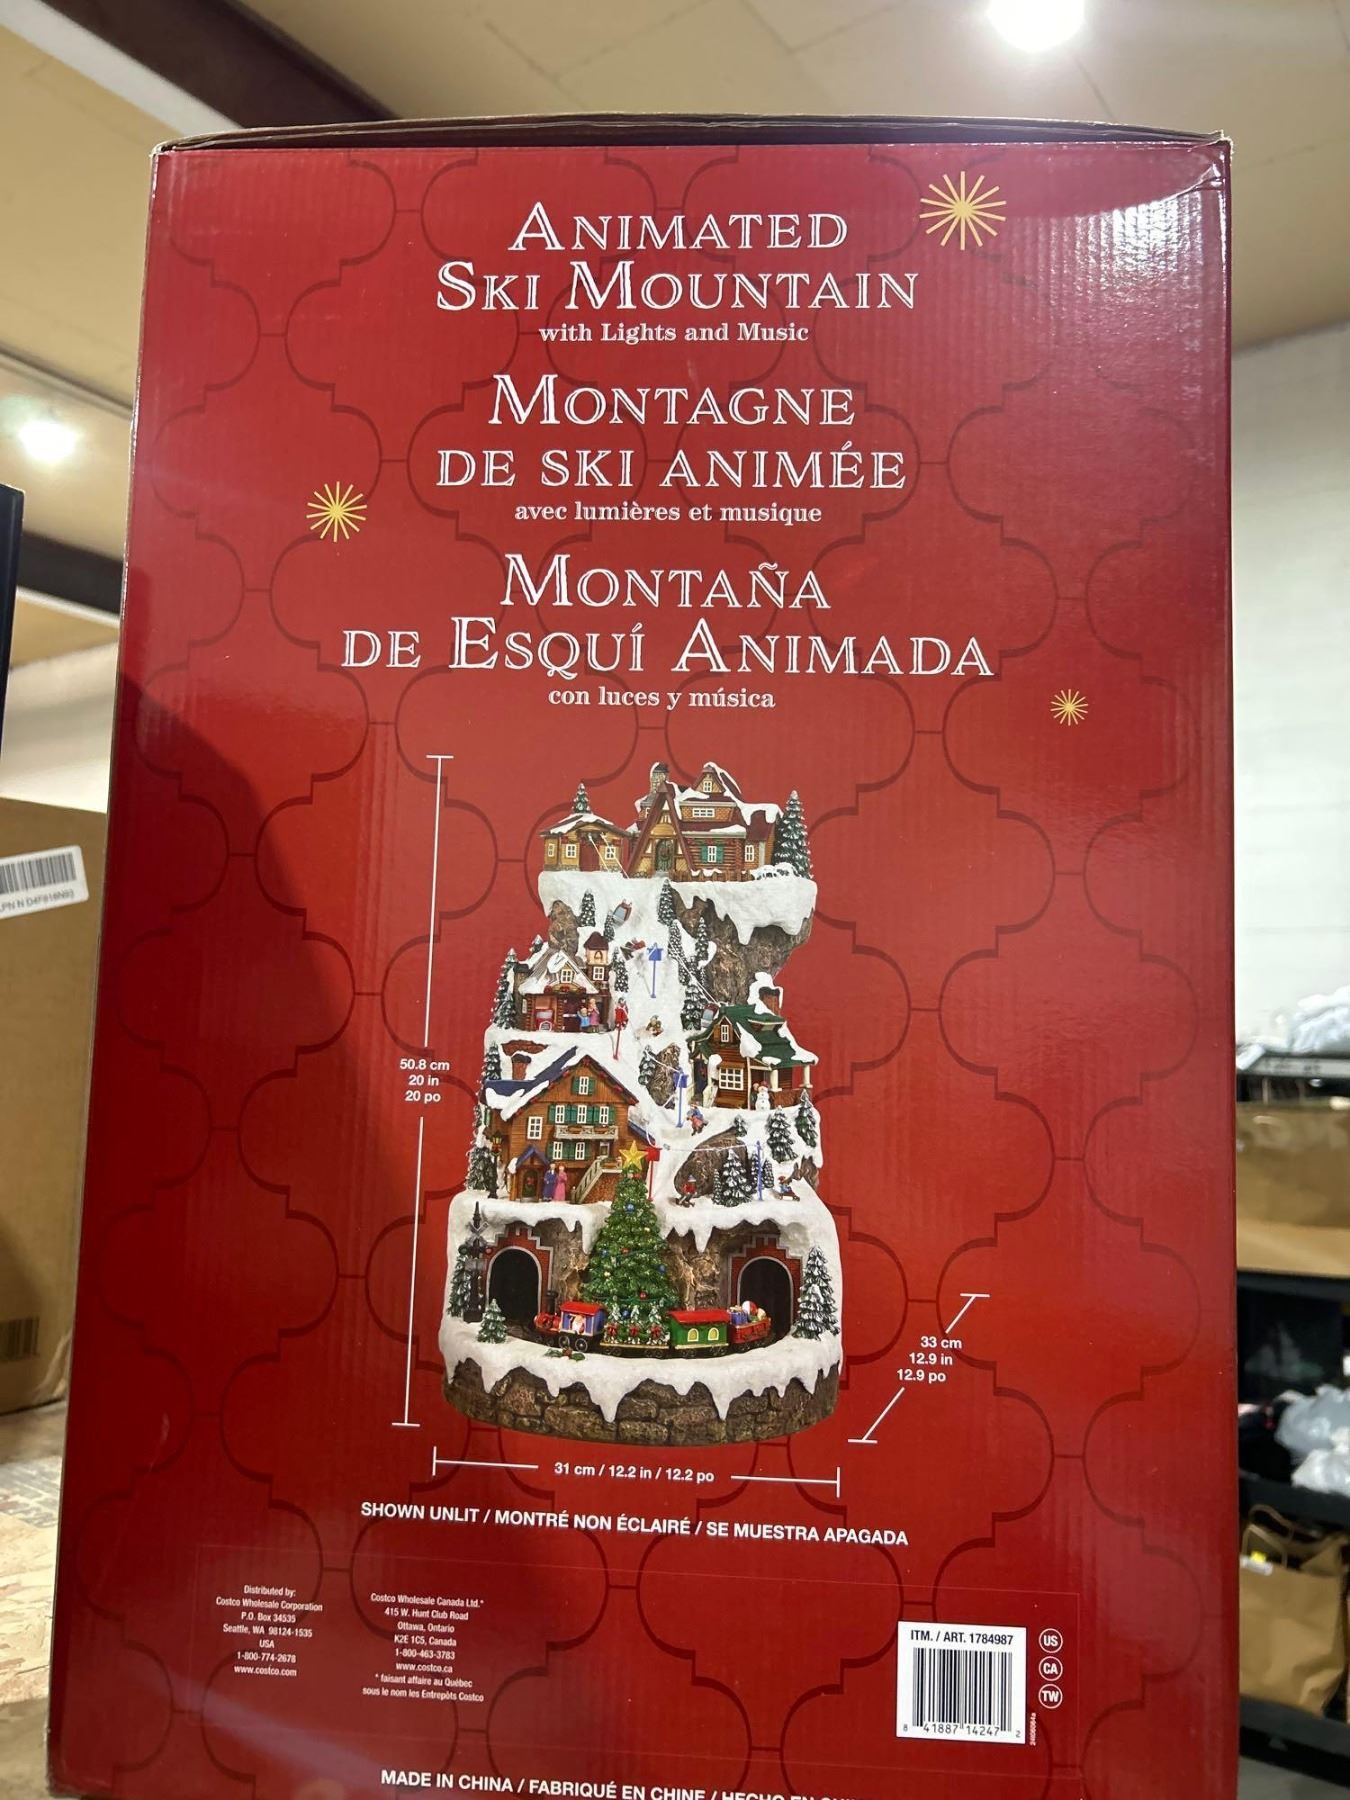 ANIMATED
SKI MOUNTAIN
with Lights and Music
MONTAGNE
DE SKI ANIMÉE
avec lumières et musique
MONTAÑA
DE ESQUÍ ANIMADA
con luces y música
50.8 cm
20 in
20 po
33 cm
12.9 in
12.9 po
31 cm / 12.2 in / 12.2 po
SHOWN UNLIT / MONTRÉ NON ÉCLAIRÉ / SE MUESTRA APAGADA
Distributed by:
Costco Wholesale Corporation
P.O. Box 34535
Seattle, WA 98124-1535
USA
1-800-774-2678
www.costco.com
Costco Wholesale Canada Ltd.*
415 W. Hunt Club Road
Ottawa, Ontario
K2E 1C5, Canada
1-800-463-3783
www.costco.ca
* faisant affaire au Québec
sous le nom les Entrepôts Costco
ITM. / ART. 1784987
8 41887 14247 2
US
CA
TW
MADE IN CHINA / FABRIQUÉ EN CHINE / HECHO EN